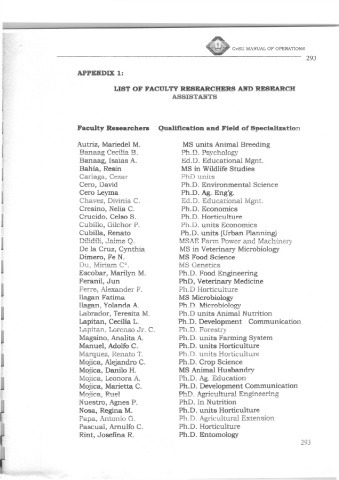 CvSU MANUAL OF OPERATIONS
293
APPENDIX 1:
LIST OF FACULTY RESEARCHERS AND RESEARCH
ASSISTANTS
Faculty Researchers Qualification and Field of Specialization
Autriz, Mariedel M. MS units Animal Breeding
Banaag Cecilia B. Ph.D. Psychology
Banaag, Isaias A. Ed.D. Educational Mgnt.
Bahia, Resin MS in Wildlife Studies
Cariaga, Cesar PhD units
Cero, David Ph.D. Environmental Science
Cero Leyma Ph.D. Ag. Eng'g.
Chavez, Divinia C. Ed.D. Educational Mgnt.
Cresino, Nelia C. Ph.D. Economics
Crucido, Celso S. Ph.D. Horticulture
Cubillo, Gilchor P. Ph.D. units Economics
Cubilla, Renato Ph.D. units (Urban Planning)
Dilidili, Jaime Q. MSAE Farm Power and Machinery
De la Cruz, Cynthia MS in Veterinary Microbiology
Dimero, Fe N. MS Food Science
Du, Miriam C. MS Genetics
Escobar, Marilyn M. Ph.D. Food Engineering
Feranil, Jun PhD, Veterinary Medicine
Ferre, Alexander F. Ph.D Horticulture
Ilagan Fatima MS Microbiology
Ilagan, Yolanda A. Ph.D. Microbiology
Labrador, Teresita M. Ph.D units Animal Nutrition
Lapitan, Cecilia L. Ph.D. Development Communication
Lapitan, Lorenzo Jr. C. Ph.D. Forestry
Magsino, Analita A. Ph.D. units Farming System
Manuel, Adolfo C. Ph.D. units Horticulture
Marques, Renato T. Ph.D. units Horticulture
Mojica, Alejandro C. Ph.D. Crop Science
Mojica, Danilo H. MS Animal Husbandry
Mojica, Leonora A. Ph.D. Ag. Education
Mojica, Marietta C. Ph.D. Development Communication
Mojica, Ruel PhD. Agricultural Engineering
Nuestro, Agnes P. PhD. In Nutrition
Nosa, Regina M. Ph.D. units Horticulture
Papa, Antonio G. Ph.D. Agricultural Extension
Pascual, Arnulfo C. Ph.D. Horticulture
Rint, Josefina R. Ph.D. Entomology
293